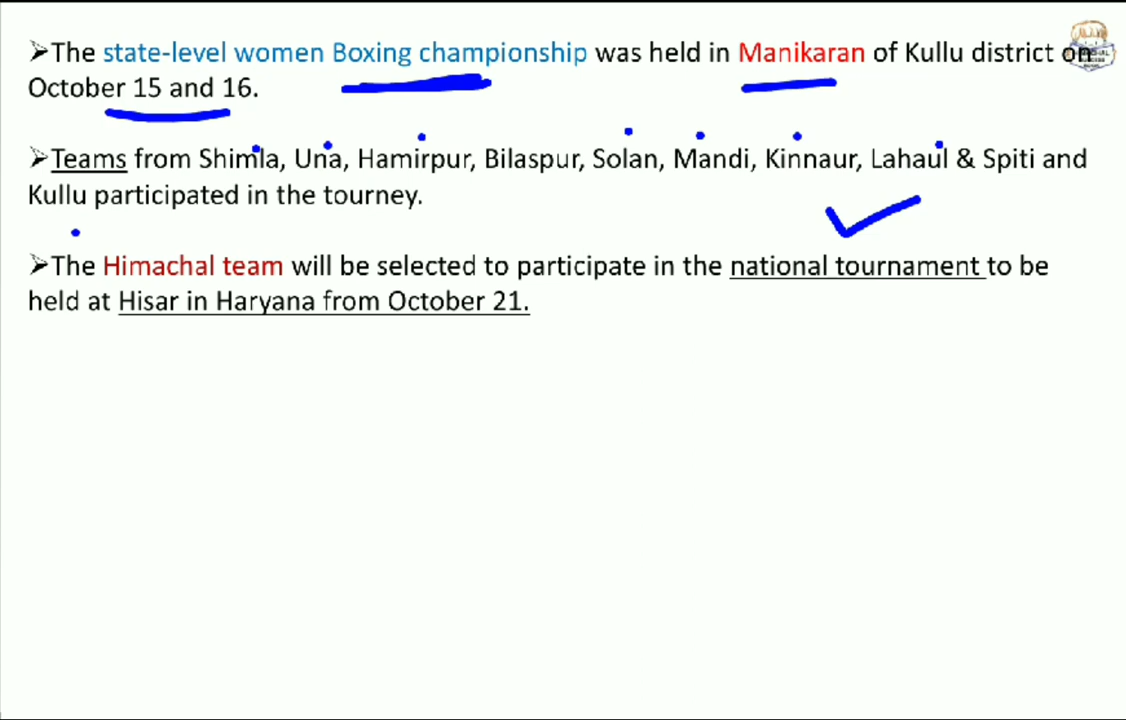 ➢The state-level women Boxing championship was held in Manikaran of Kullu district on
October 15 and 16.
➢Teams from Shimla, Una, Hamirpur, Bilaspur, Solan, Mandi, Kinnaur, Lahaul & Spiti and
Kullu participated in the tourney.
➢The Himachal team will be selected to participate in the national tournament to be
held at Hisar in Haryana from October 21.